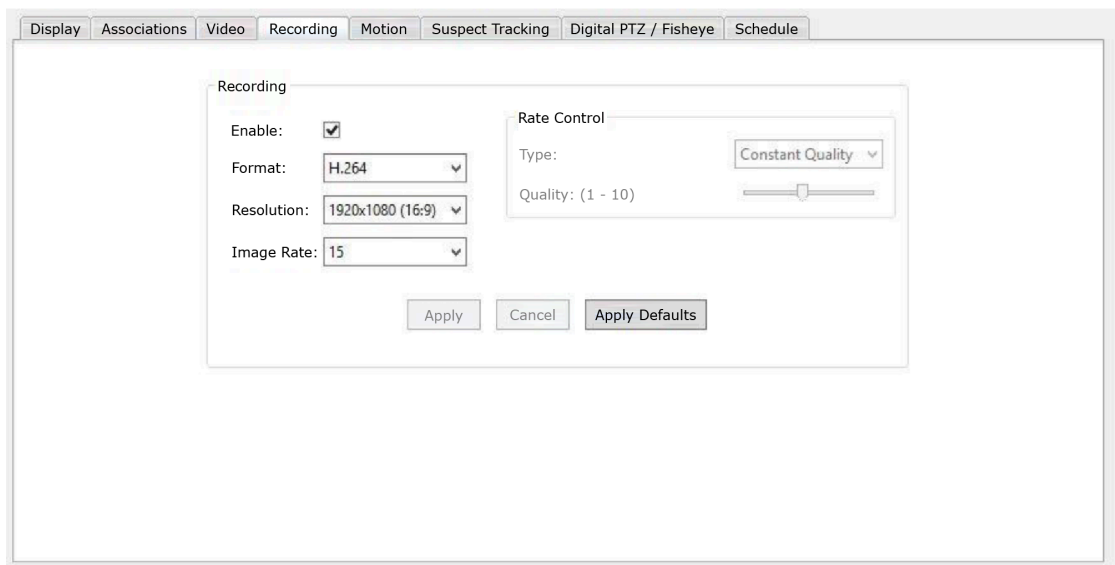 Display Associations Video Recording Motion Suspect Tracking Digital PTZ / Fisheye Schedule
Recording
Enable:
Format: H.264
Resolution: 1920x1080 (16:9)
Image Rate: 15
Rate Control
Type: Constant Quality
Quality: (1 - 10)
Apply Cancel Apply Defaults